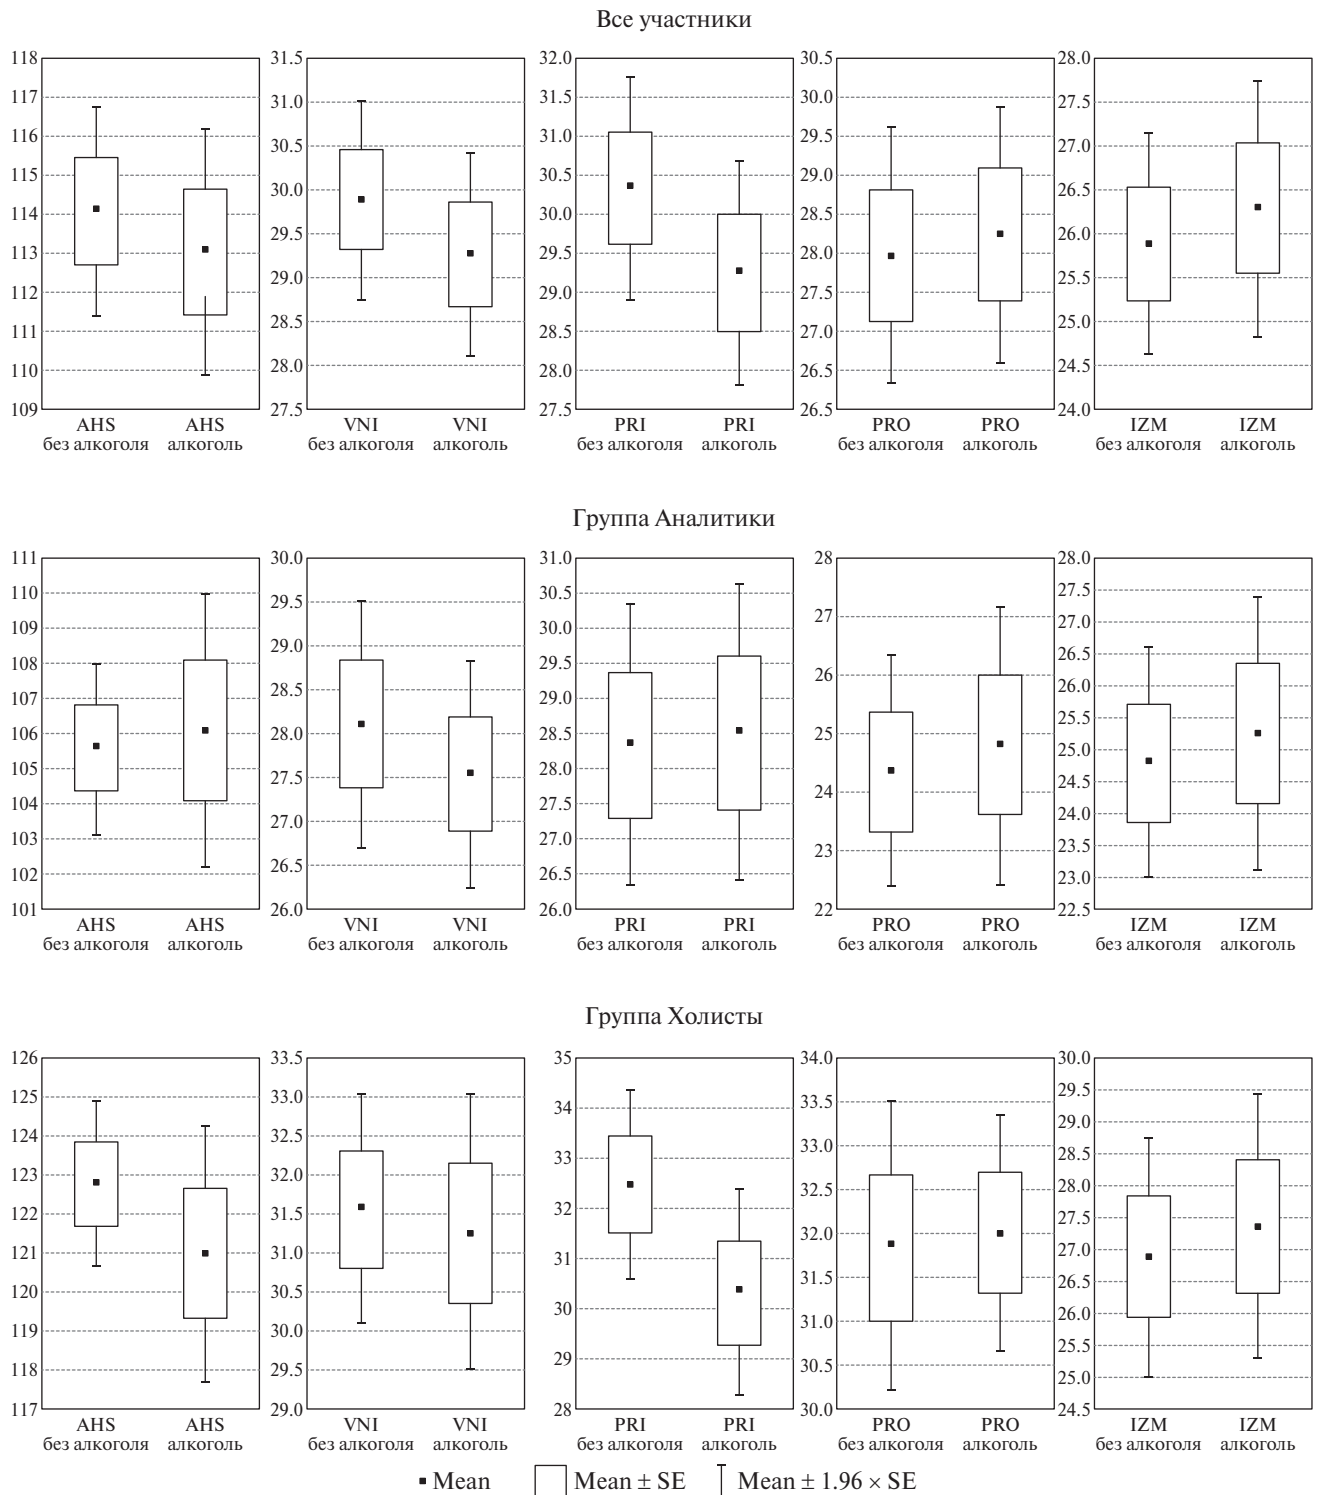 Все участники
118
117
116
115
114
113
112
111
110
109
AHS
без алкоголя
AHS
алкоголь
31.5
31.0
30.5
30.0
29.5
29.0
28.5
28.0
27.5
VNI
без алкоголя
VNI
алкоголь
32.0
31.5
31.0
30.5
30.0
29.5
29.0
28.5
28.0
27.5
PRI
без алкоголя
PRI
алкоголь
30.5
30.0
29.5
29.0
28.5
28.0
27.5
27.0
26.5
PRO
без алкоголя
PRO
алкоголь
28.0
27.5
27.0
26.5
26.0
25.5
25.0
24.5
24.0
IZM
без алкоголя
IZM
алкоголь
Группа Аналитики
111
110
109
108
107
106
105
104
103
102
101
AHS
без алкоголя
AHS
алкоголь
30.0
29.5
29.0
28.5
28.0
27.5
27.0
26.5
26.0
VNI
без алкоголя
VNI
алкоголь
31.0
30.5
30.0
29.5
29.0
28.5
28.0
27.5
27.0
26.5
26.0
PRI
без алкоголя
PRI
алкоголь
28
27
26
25
24
23
22
PRO
без алкоголя
PRO
алкоголь
28.0
27.5
27.0
26.5
26.0
25.5
25.0
24.5
24.0
23.5
23.0
22.5
IZM
без алкоголя
IZM
алкоголь
Группа Холисты
126
125
124
123
122
121
120
119
118
117
AHS
без алкоголя
AHS
алкоголь
33.5
33.0
32.5
32.0
31.5
31.0
30.5
30.0
29.5
29.0
VNI
без алкоголя
VNI
алкоголь
35
34
33
32
31
30
29
28
PRI
без алкоголя
PRI
алкоголь
34.0
33.5
33.0
32.5
32.0
31.5
31.0
30.5
30.0
PRO
без алкоголя
PRO
алкоголь
30.0
29.5
29.0
28.5
28.0
27.5
27.0
26.5
26.0
25.5
25.0
24.5
IZM
без алкоголя
IZM
алкоголь
Mean
Mean ± SE
Mean ± 1.96 × SE